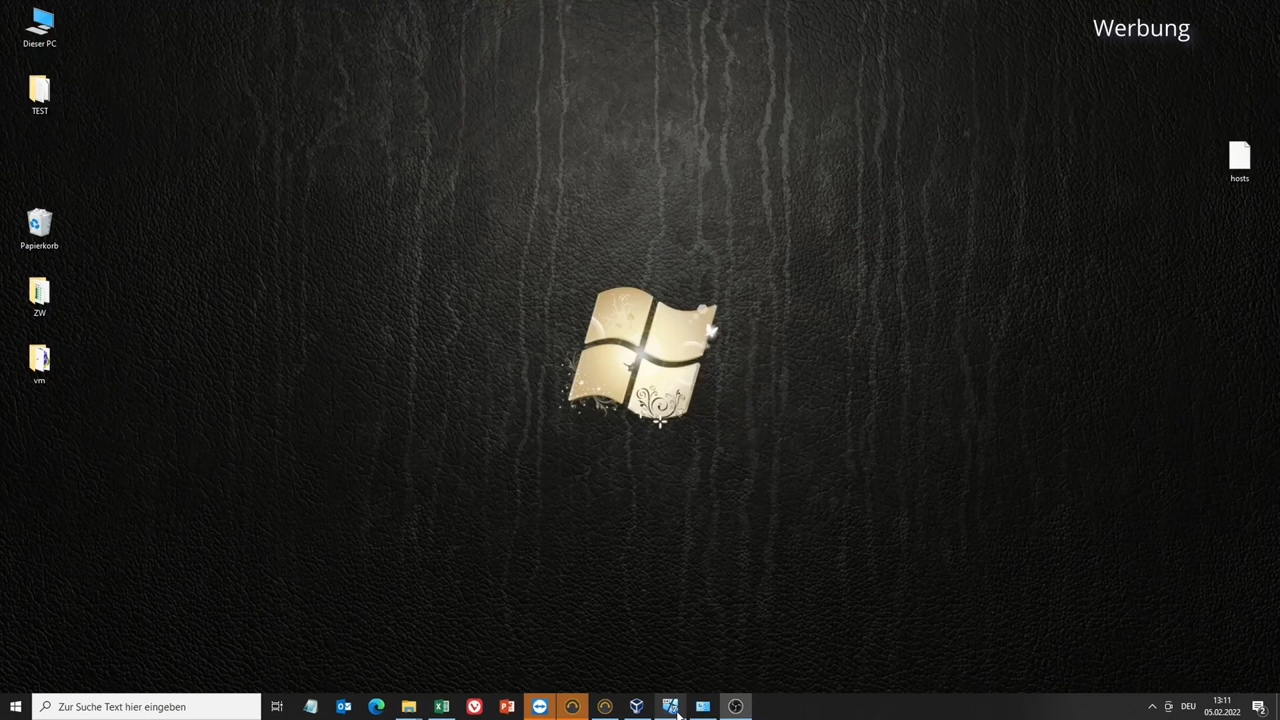 Werbung
Dieser PC
TEST
hosts
Papierkorb
ZW
vm
Zur Suche Text hier eingeben
DEU
13:11
05.02.2022
2